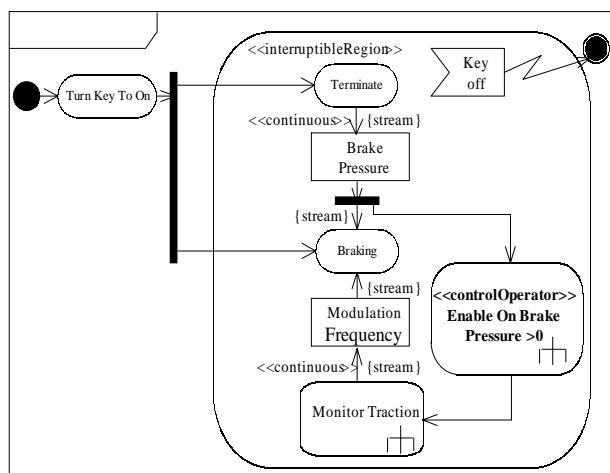 <<interruptibleRegion>>
Key
off
Terminate
Turn Key To On
<<continuous>>
{stream}
Brake
Pressure
{stream}
Braking
{stream}
Modulation
Frequency
<<controlOperator>>
Enable On Brake
Pressure >0
<<continuous>>
{stream}
Monitor Traction